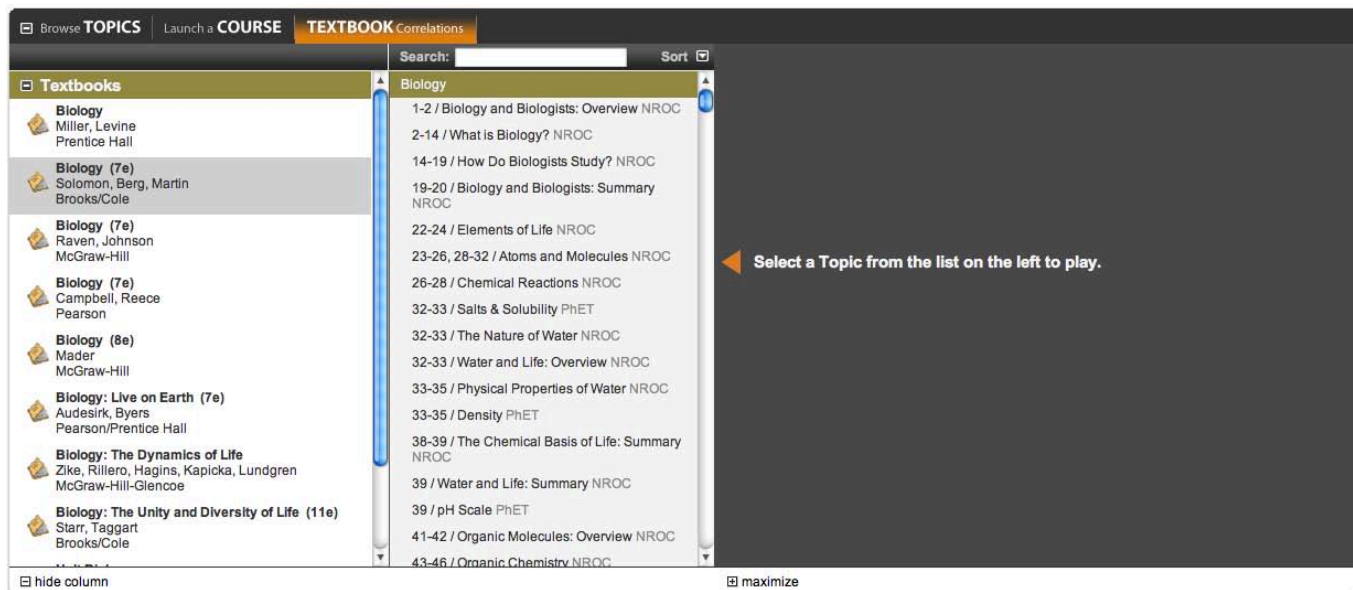 Browse TOPICS
Launch a COURSE
TEXTBOOK Correlations
Search:
Sort
Textbooks
Biology
Miller, Levine
Prentice Hall
Biology (7e)
Solomon, Berg, Martin
Brooks/Cole
Biology (7e)
Raven, Johnson
McGraw-Hill
Biology (7e)
Campbell, Reece
Pearson
Biology (8e)
Mader
McGraw-Hill
Biology: Live on Earth (7e)
Audesirk, Byers
Pearson/Prentice Hall
Biology: The Dynamics of Life
Zike, Rillero, Hagins, Kapicka, Lundgren
McGraw-Hill-Glencoe
Biology: The Unity and Diversity of Life (11e)
Starr, Taggart
Brooks/Cole
Biology
1-2 / Biology and Biologists: Overview NROC
2-14 / What is Biology? NROC
14-19 / How Do Biologists Study? NROC
19-20 / Biology and Biologists: Summary
NROC
22-24 / Elements of Life NROC
23-26, 28-32 / Atoms and Molecules NROC
26-28 / Chemical Reactions NROC
32-33 / Salts & Solubility PhET
32-33 / The Nature of Water NROC
32-33 / Water and Life: Overview NROC
33-35 / Physical Properties of Water NROC
33-35 / Density PhET
38-39 / The Chemical Basis of Life: Summary
NROC
39 / Water and Life: Summary NROC
39 / pH Scale PhET
41-42 / Organic Molecules: Overview NROC
43-46 / Organic Chemistry NROC
Select a Topic from the list on the left to play.
hide column
maximize